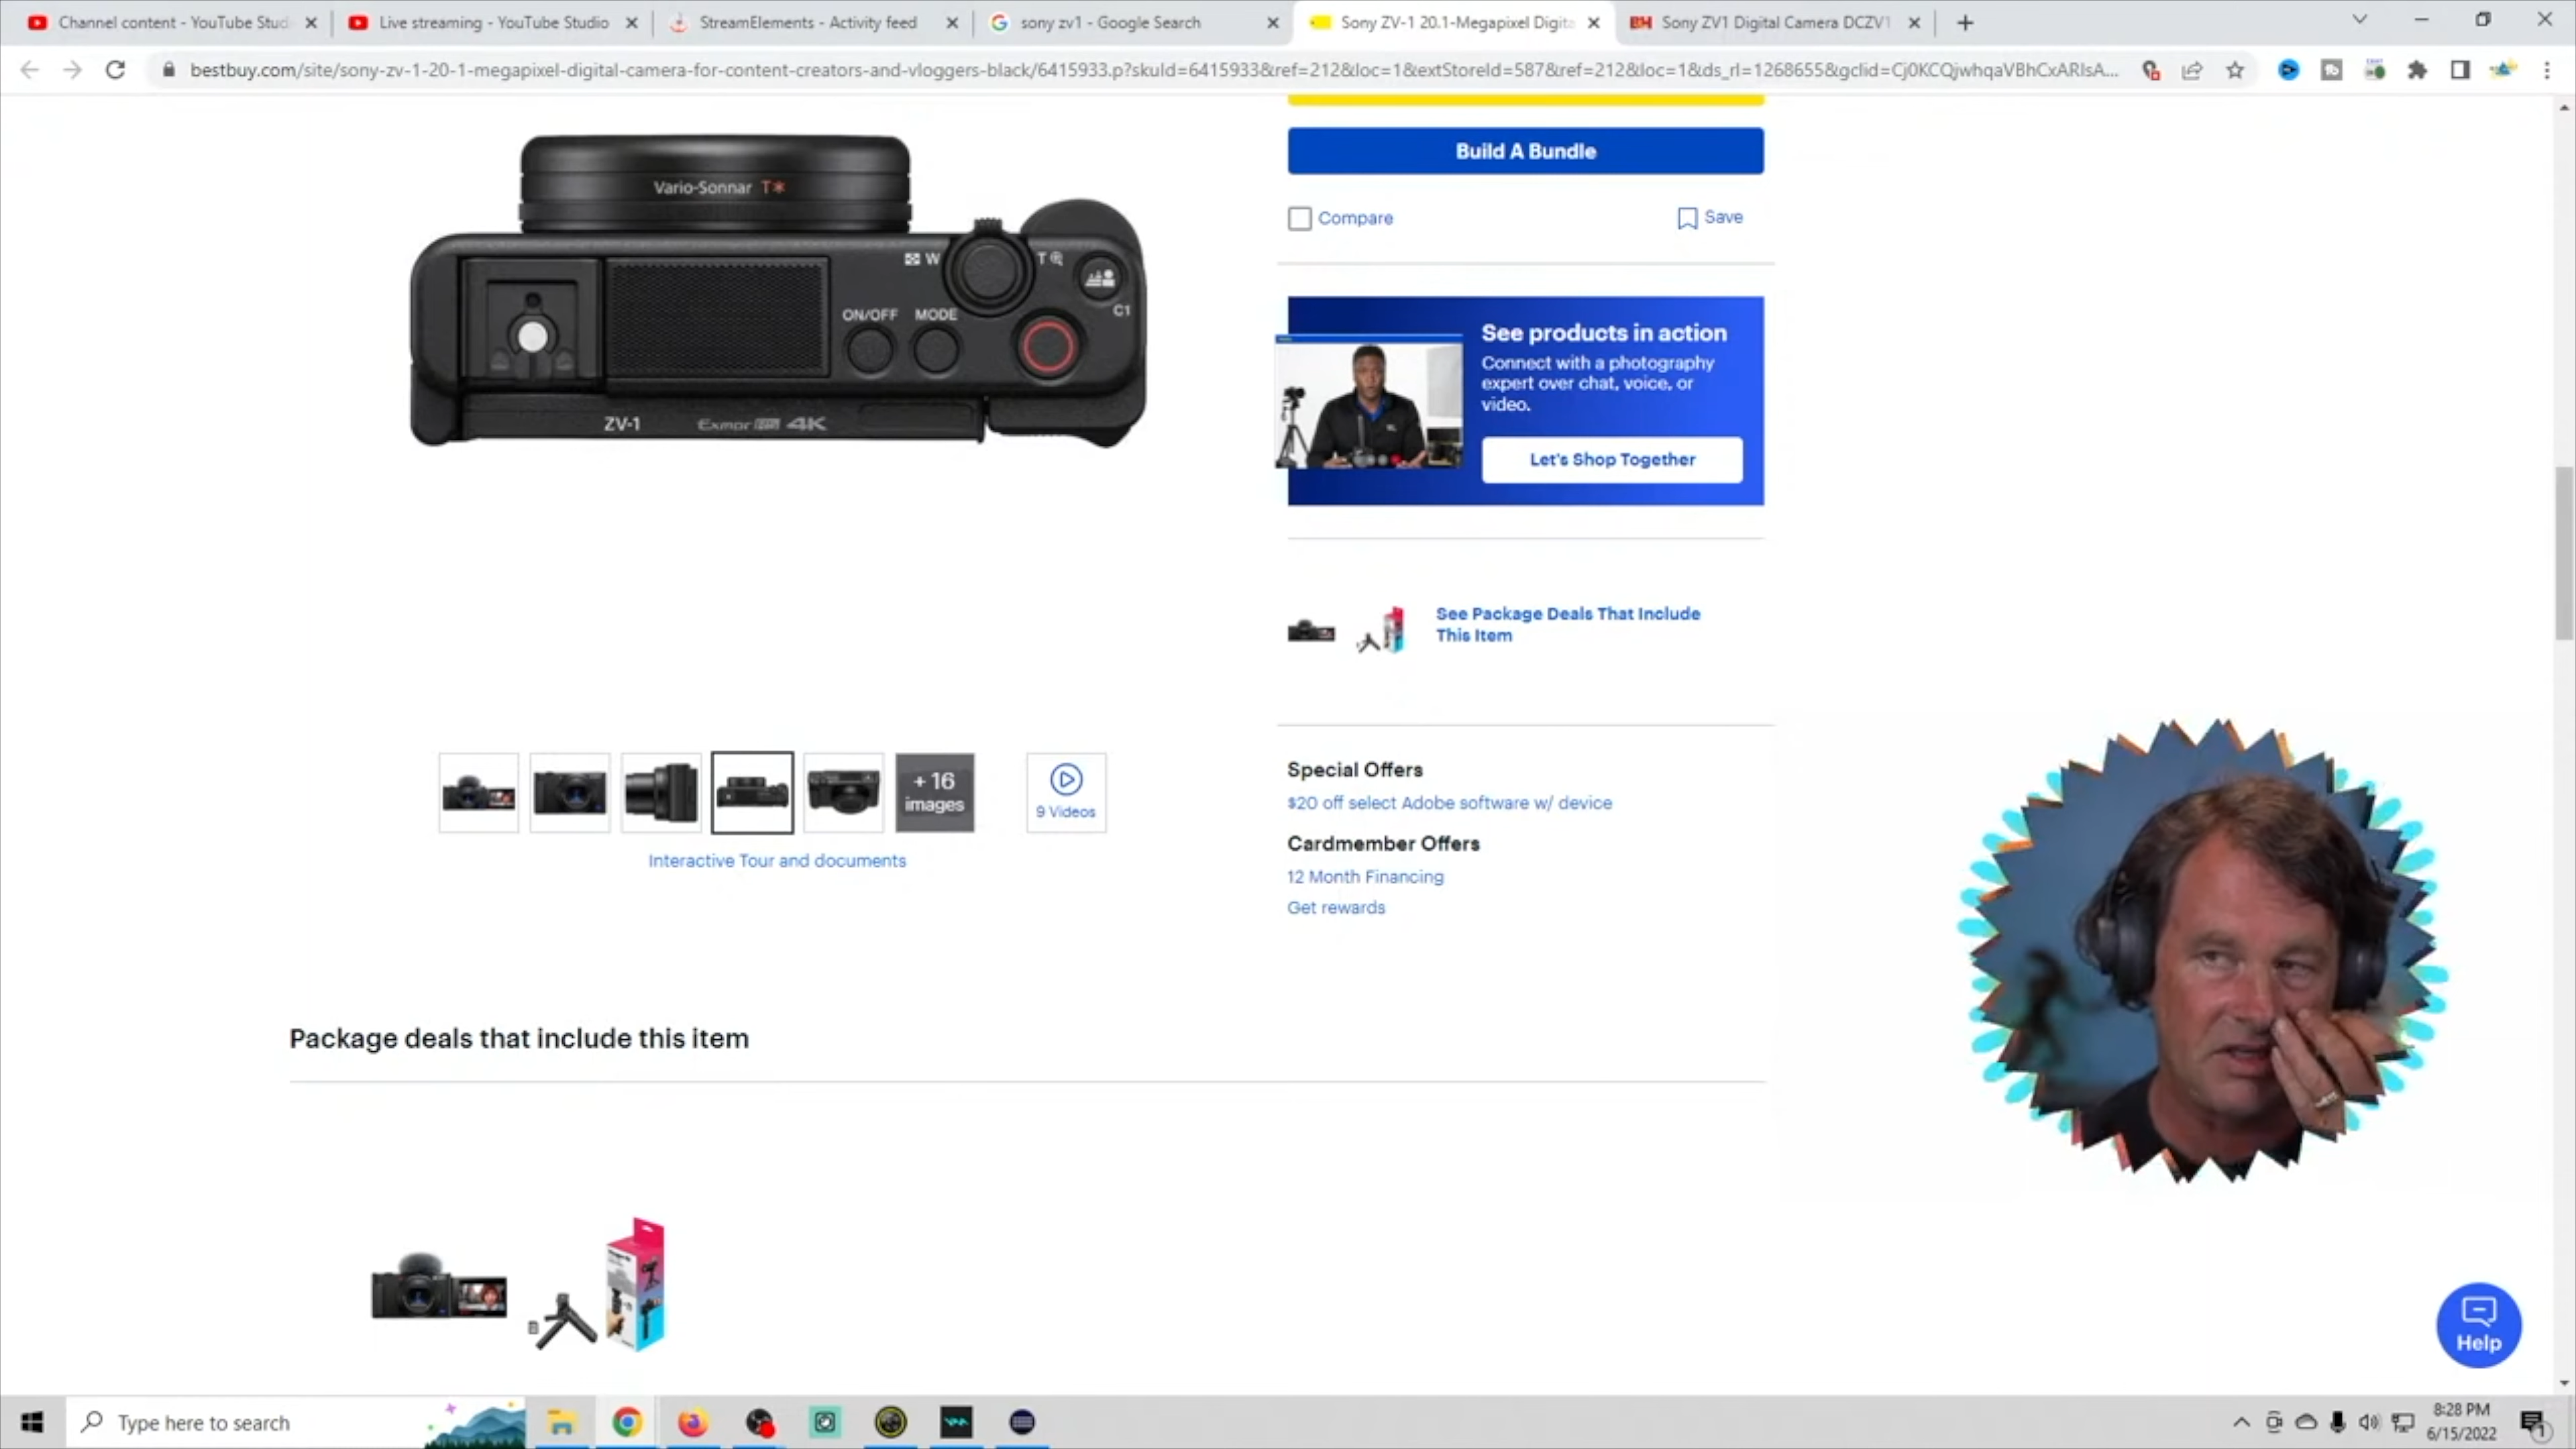 Channel content - YouTube Studi
Live streaming - YouTube Studio
StreamElements - Activity feed
sony zv1 - Google Search
Sony ZV-1 20.1-Megapixel Digita
BH Sony ZV1 Digital Camera DCZV1
bestbuy.com/site/sony-zv-1-20-1-megapixel-digital-camera-for-content-creators-and-vloggers-black/6415933.p?skuId=6415933&ref=212&loc=1&extStoreId=587&ref=212&loc=1&ds_rl=1268655&gclid=Cj0KCQjwhqaVBhCxARIsA...
Build A Bundle
Compare
Save
Vario-Sonnar T*
W
T
C1
ON/OFF MODE
ZV-1
Exmor RS 4K
See products in action
Connect with a photography
expert over chat, voice, or
video.
Let's Shop Together
See Package Deals That Include
This Item
+ 16
images
9 Videos
Interactive Tour and documents
Special Offers
$20 off select Adobe software w/ device
Cardmember Offers
12 Month Financing
Get rewards
Package deals that include this item
Help
Type here to search
8:28 PM
6/15/2022
1